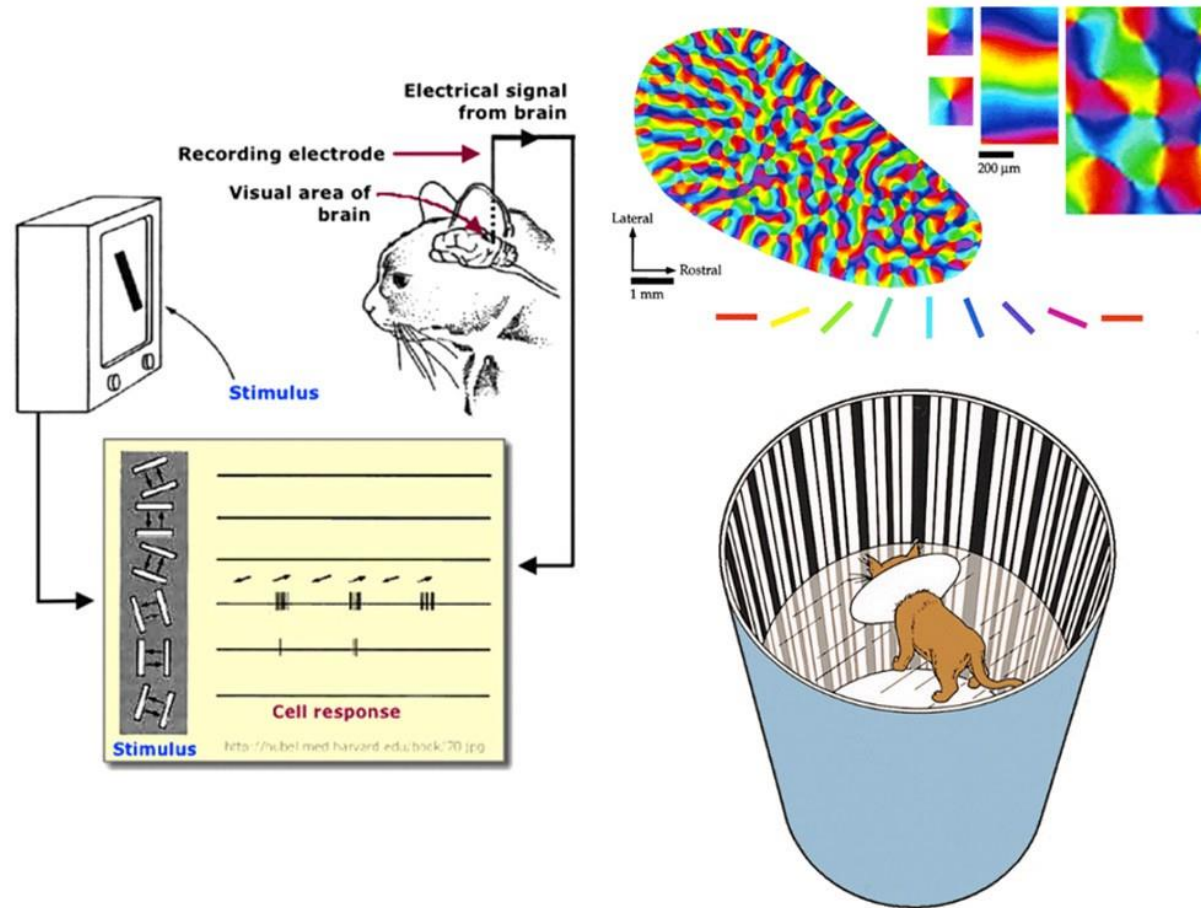 Electrical signal
from brain
Recording electrode
Visual area of
brain
Stimulus
Cell response
Stimulus
http://hubel.med.harvard.edu/book/70.jpg
Lateral
Rostral
1 mm
200 µm